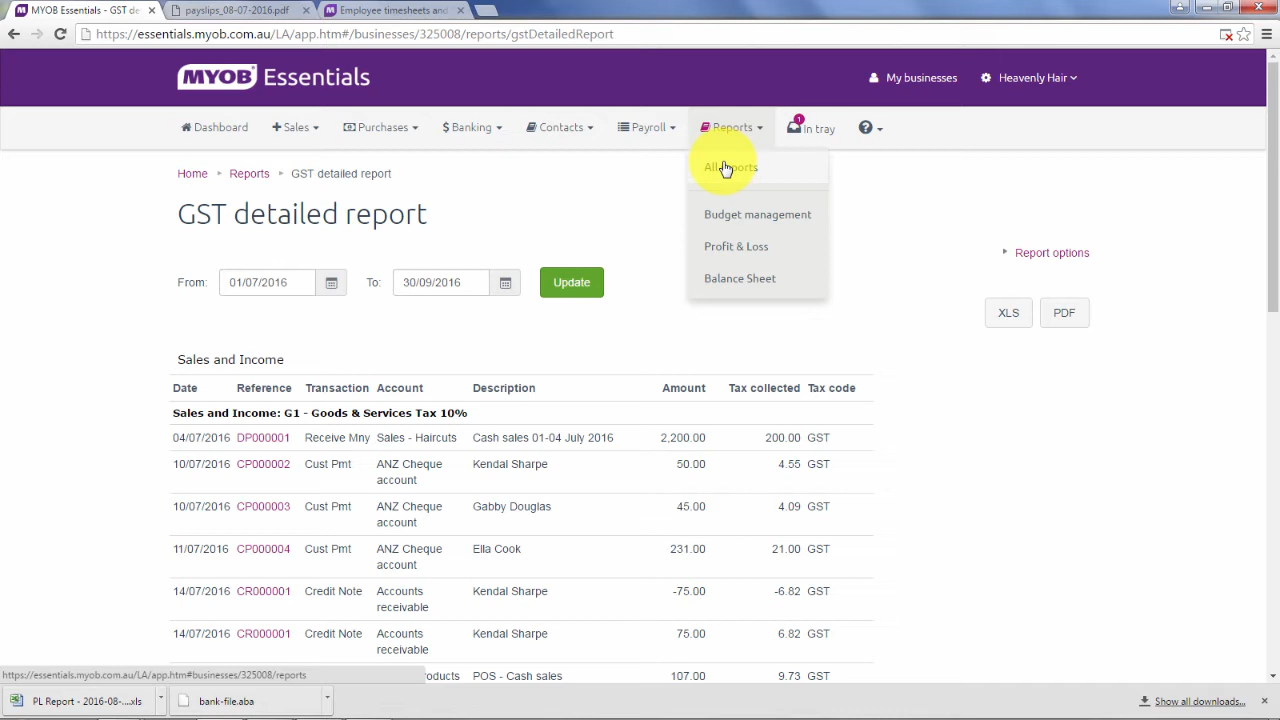 MYOB Essentials - GST de
payslips_08-07-2016.pdf
Employee timesheets and
https://essentials.myob.com.au/LA/app.htm#/businesses/325008/reports/gstDetailedReport
MYOB Essentials
My businesses
Heavenly Hair
Dashboard
Sales
Purchases
Banking
Contacts
Payroll
Reports
1
In tray
?
Home
Reports
GST detailed report
All reports
Budget management
Profit & Loss
Balance Sheet
GST detailed report
Report options
From:
01/07/2016
To:
30/09/2016
Update
XLS
PDF
Sales and Income
Date Reference Transaction Account Description Amount Tax collected Tax code
Sales and Income: G1 - Goods & Services Tax 10%
04/07/2016 DP000001 Receive Mny Sales - Haircuts Cash sales 01-04 July 2016 2,200.00 200.00 GST
10/07/2016 CP000002 Cust Pmt ANZ Cheque Kendal Sharpe 50.00 4.55 GST
account
10/07/2016 CP000003 Cust Pmt ANZ Cheque Gabby Douglas 45.00 4.09 GST
account
11/07/2016 CP000004 Cust Pmt ANZ Cheque Ella Cook 231.00 21.00 GST
account
14/07/2016 CR000001 Credit Note Accounts Kendal Sharpe -75.00 -6.82 GST
receivable
14/07/2016 CR000001 Credit Note Accounts Kendal Sharpe 75.00 6.82 GST
receivable
products POS - Cash sales 107.00 9.73 GST
https://essentials.myob.com.au/LA/app.htm#businesses/325008/reports
PL Report - 2016-08-....xls
bank-file.aba
Show all downloads...